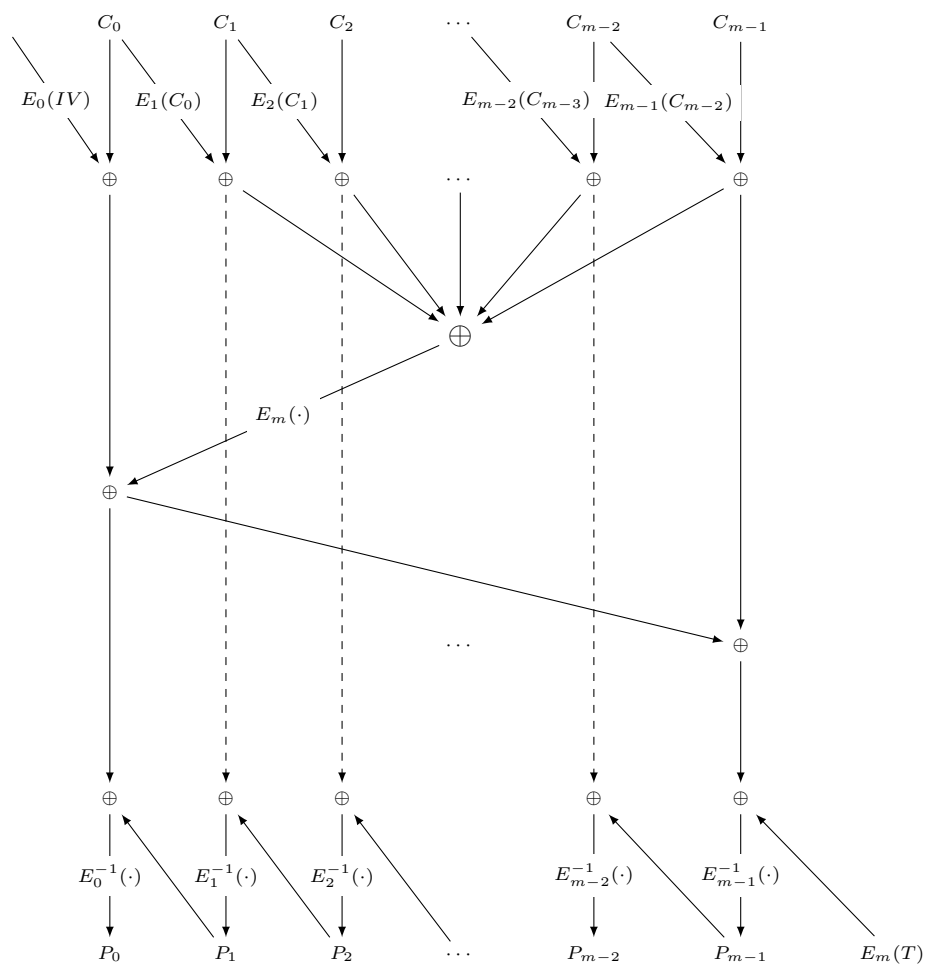 C_0 C_1 C_2 ... C_{m-2} C_{m-1}
E_0(IV) E_1(C_0) E_2(C_1) E_{m-2}(C_{m-3}) E_{m-1}(C_{m-2})
⊕ ⊕ ⊕ ... ⊕ ⊕
⊕
E_m(·)
⊕
... ⊕
⊕ ⊕ ⊕ ⊕ ⊕
E_0^{-1}(·) E_1^{-1}(·) E_2^{-1}(·) E_{m-2}^{-1}(·) E_{m-1}^{-1}(·)
P_0 P_1 P_2 ... P_{m-2} P_{m-1} E_m(T)